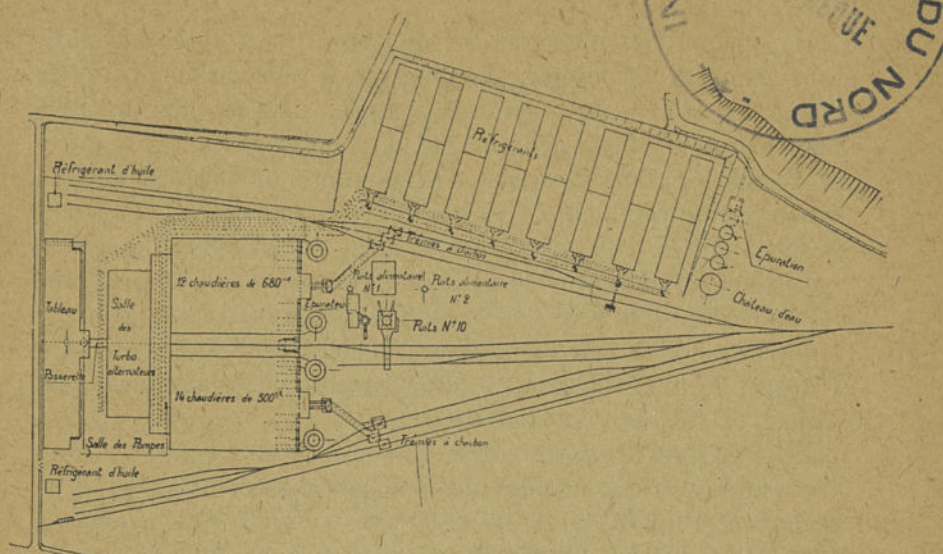 DU NORD
Réfrigérant d'huile
Réfrigérants
Trémies à charbon
12 chaudières de 680
Puits alimentaire
N°1
Puits alimentaire
N° 2
Epuration
Château d'eau
Tableau
Salle
des
Turbo
alternateurs
Epurateur
Puits N°10
Passerelle
14 chaudières de 500
Salle des Pompes
Trémies à charbon
Réfrigérant d'huile